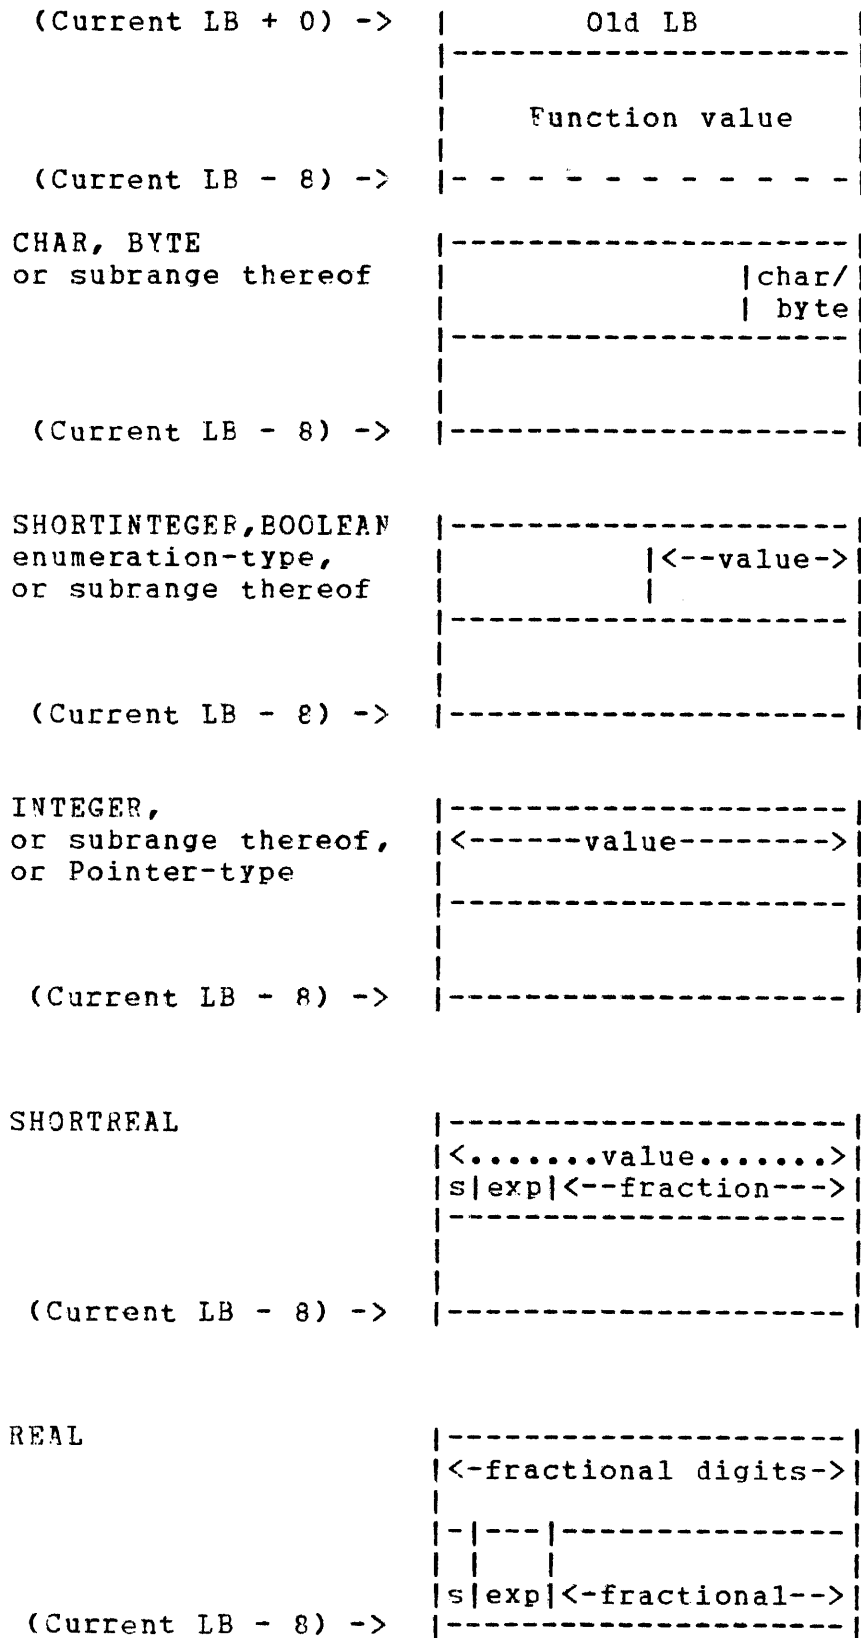 (Current LB + 0) -> | Old LB |
|---------------------|
| Function value |
(Current LB - 8) -> |- - - - - - - - - - -|
CHAR, BYTE |---------------------|
or subrange thereof | |char/|
| | byte|
|---------------------|
(Current LB - 8) -> |---------------------|
SHORTINTEGER,BOOLEAN |---------------------|
enumeration-type, | |<--value->|
or subrange thereof | | |
|---------------------|
(Current LB - 8) -> |---------------------|
INTEGER, |---------------------|
or subrange thereof, |<------value-------->|
or Pointer-type | |
|---------------------|
(Current LB - 8) -> |---------------------|
SHORTREAL |---------------------|
|<.......value.......>|
|s|exp|<--fraction--->|
|---------------------|
(Current LB - 8) -> |---------------------|
REAL |---------------------|
|<-fractional digits->|
|-|---|---------------|
|s|exp|<-fractional-->|
(Current LB - 8) -> |---------------------|